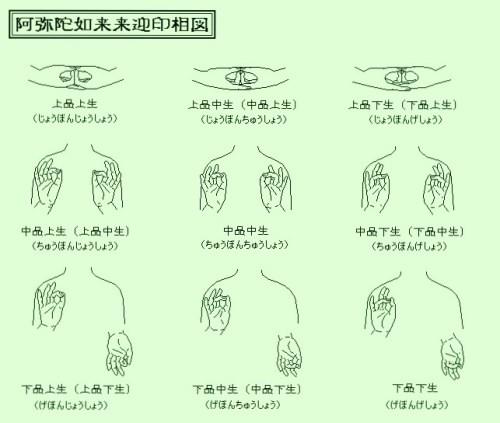 阿弥陀如来来迎印相図
上品上生
（じょうぼんじょうしょう）
上品中生（中品上生）
（じょうぼんちゅうしょう）
上品下生（下品上生）
（じょうぼんげしょう）
中品上生（上品中生）
（ちゅうぼんじょうしょう）
中品中生
（ちゅうぼんちゅうしょう）
中品下生（下品中生）
（ちゅうぼんげしょう）
下品上生（上品下生）
（げぼんじょうしょう）
下品中生（中品下生）
（げぼんちゅうしょう）
下品下生
（げぼんげしょう）